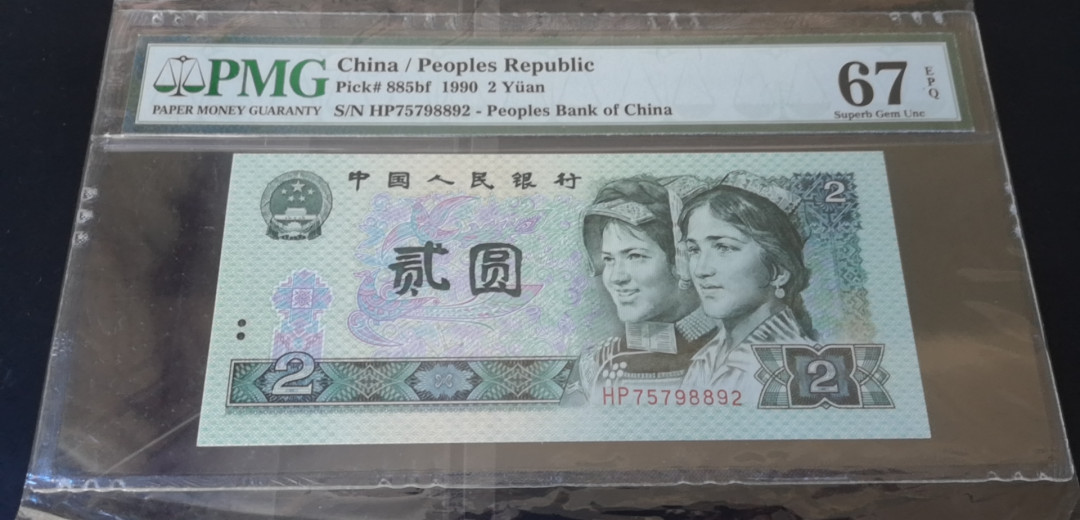 PMG
PAPER MONEY GUARANTY
China / Peoples Republic
Pick# 885bf 1990 2 Yüan
S/N HP75798892 - Peoples Bank of China
67
EPQ
Superb Gem Unc
中国人民银行
2
贰圆
2
HP75798892
2